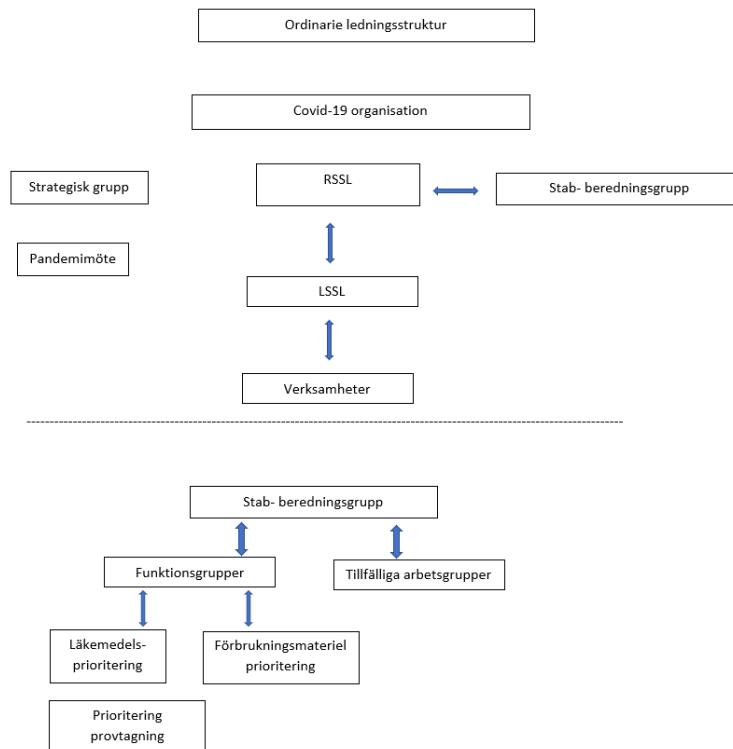 Ordinarie ledningsstruktur
Covid-19 organisation
Strategisk grupp
RSSL
Stab- beredningsgrupp
Pandemimöte
LSSL
Verksamheter
Stab- beredningsgrupp
Funktionsgrupper
Tillfälliga arbetsgrupper
Läkemedels-
prioritering
Förbrukningsmateriel
prioritering
Prioritering
provtagning